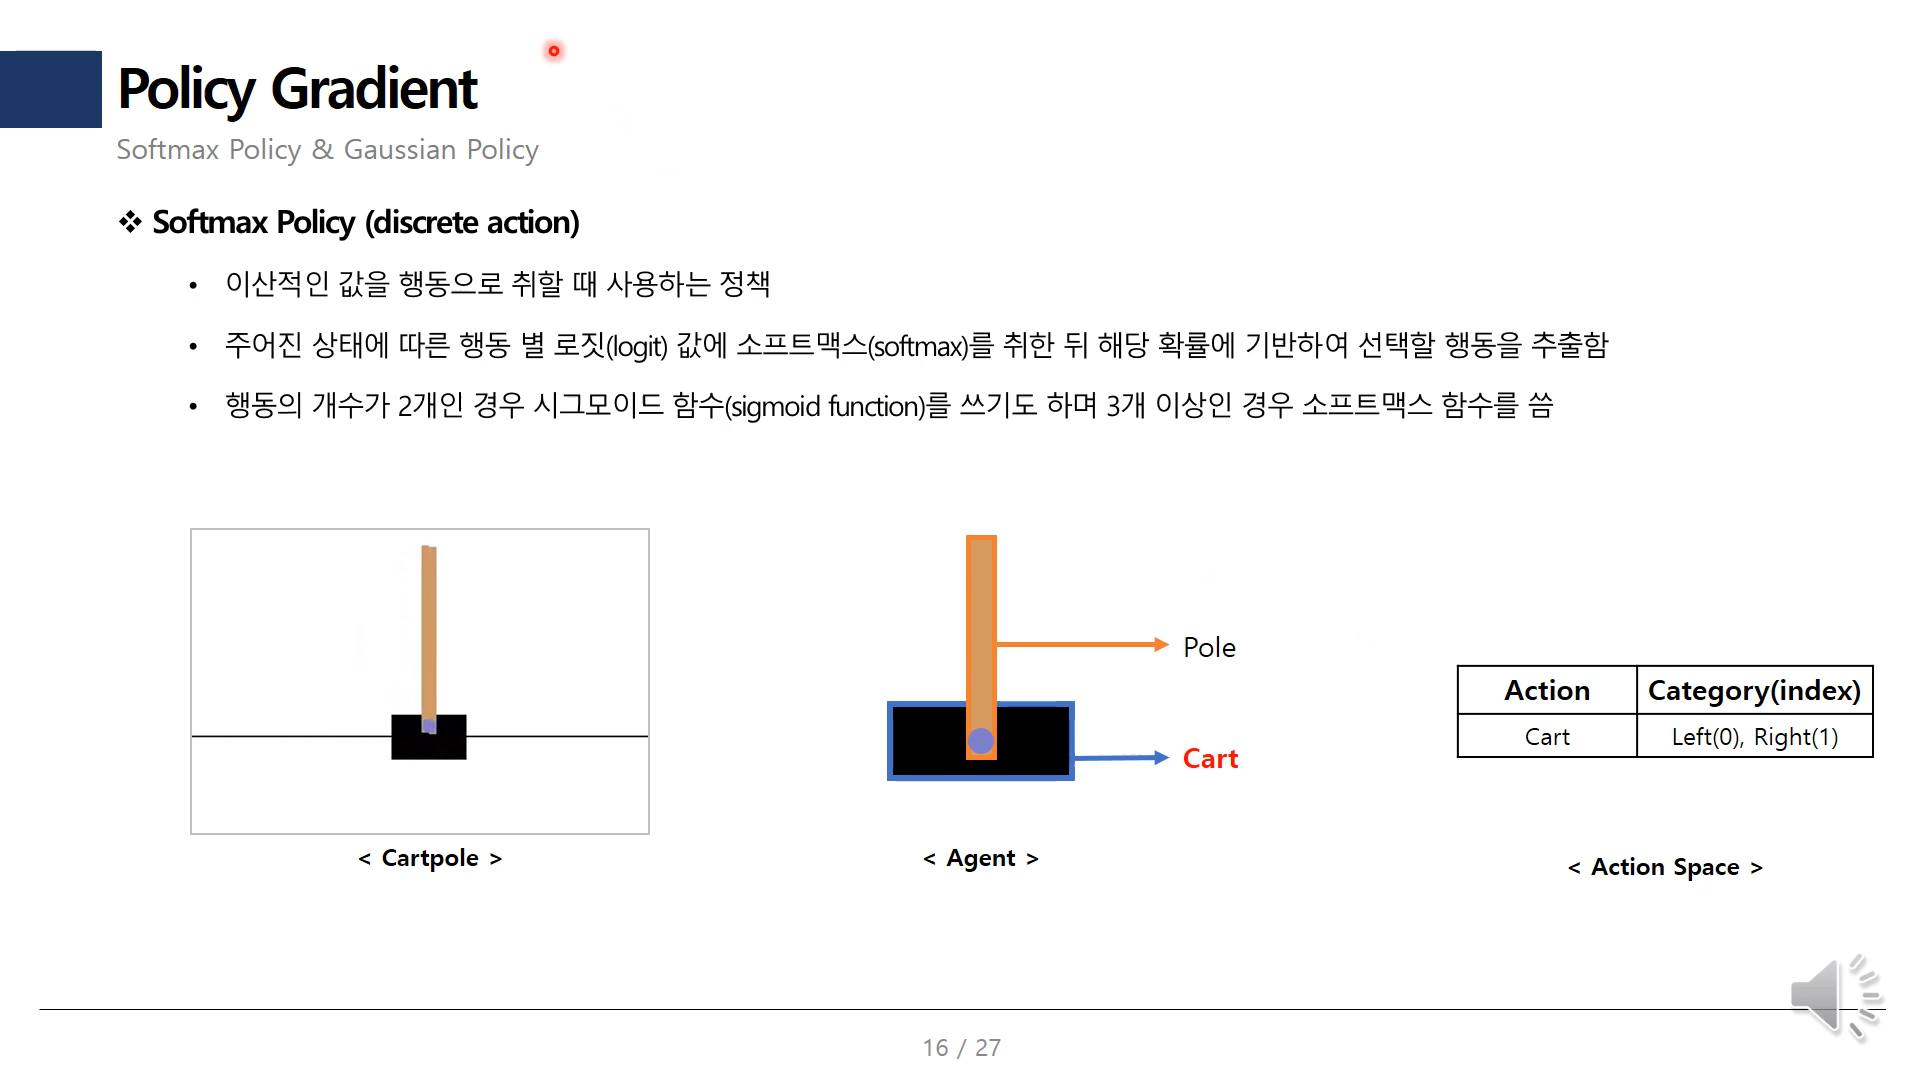 Policy Gradient
Softmax Policy & Gaussian Policy
❖ Softmax Policy (discrete action)
• 이산적인 값을 행동으로 취할 때 사용하는 정책
• 주어진 상태에 따른 행동 별 로짓(logit) 값에 소프트맥스(softmax)를 취한 뒤 해당 확률에 기반하여 선택할 행동을 추출함
• 행동의 개수가 2개인 경우 시그모이드 함수(sigmoid function)를 쓰기도 하며 3개 이상인 경우 소프트맥스 함수를 씀
Pole
Cart
Action Category(index)
Cart Left(0), Right(1)
< Cartpole >
< Agent >
< Action Space >
16 / 27